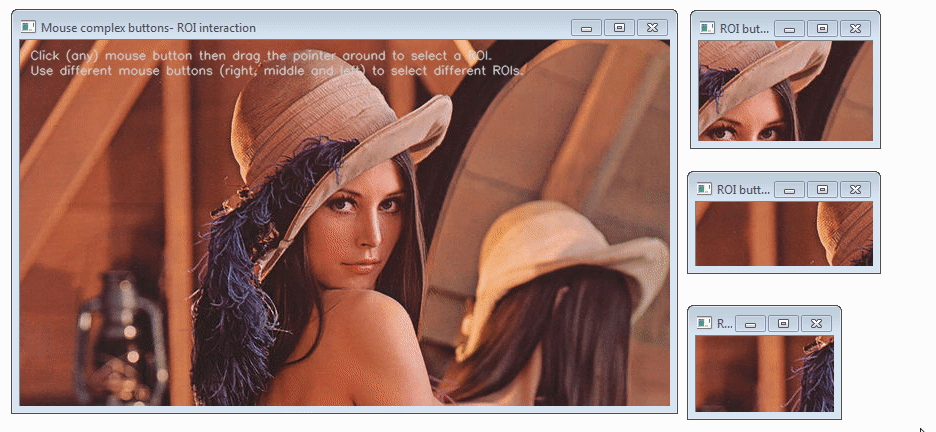 Mouse complex buttons- ROI interaction
Click (any) mouse button then drag the pointer around to select a ROI.
Use different mouse buttons (right, middle and left) to select different ROIs.
ROI but...
ROI butt...
R...